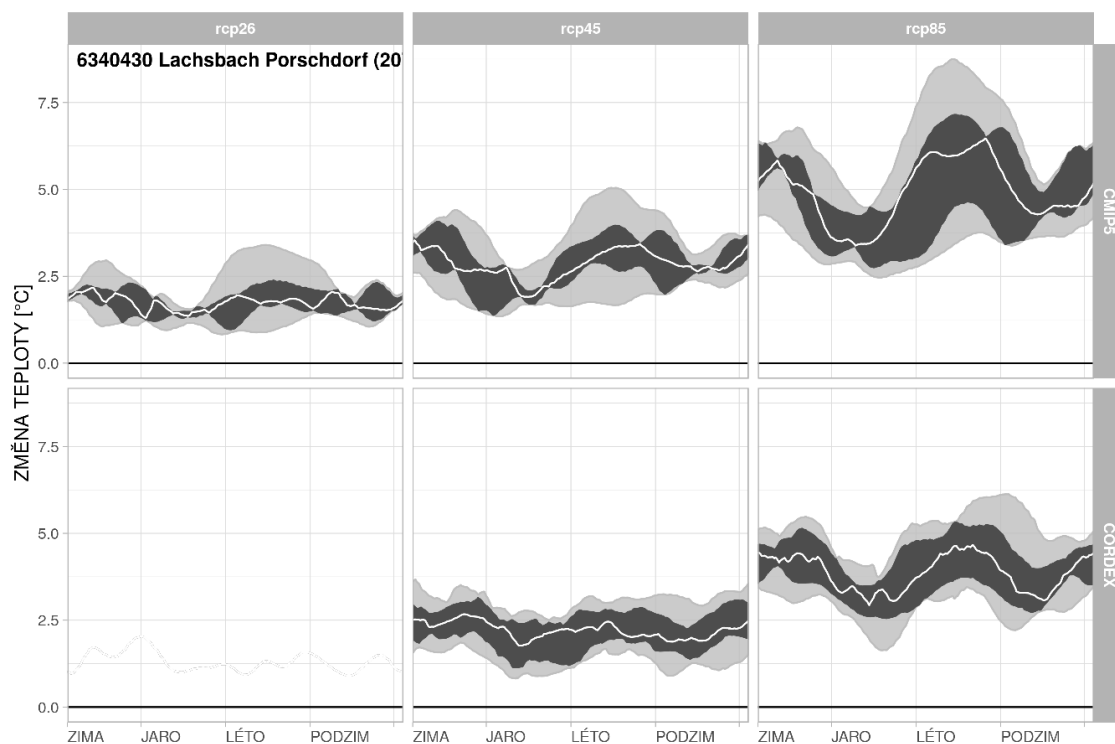 rcp26 rcp45 rcp85
6340430 Lachsbach Porschdorf (20
7.5
5.0
2.5
0.0
CMIP5
ZMĚNA TEPLOTY [°C]
7.5
5.0
2.5
0.0
CORDEX
ZIMA JARO LÉTO PODZIM ZIMA JARO LÉTO PODZIM ZIMA JARO LÉTO PODZIM